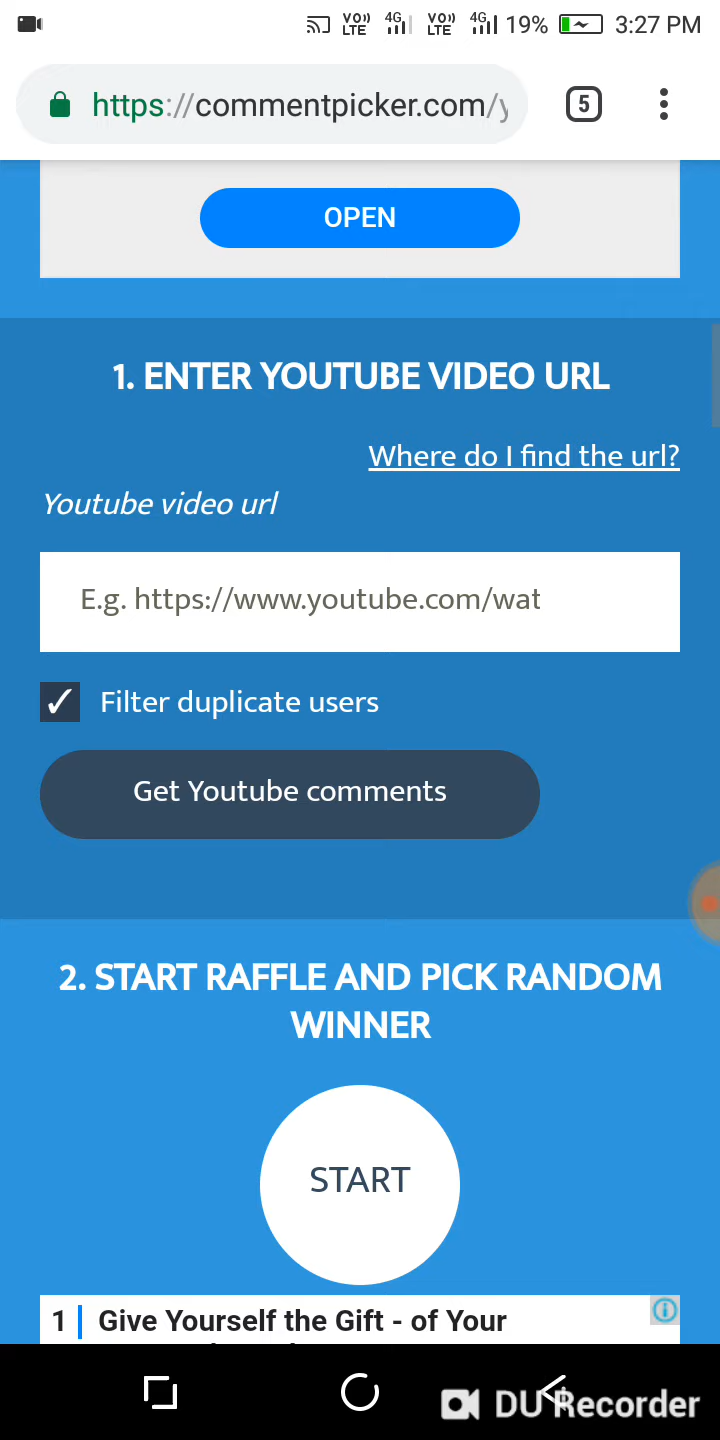 VO)) LTE 4G VO)) LTE 4G 19% 3:27 PM
https://commentpicker.com/y
5
OPEN
1. ENTER YOUTUBE VIDEO URL
Where do I find the url?
Youtube video url
E.g. https://www.youtube.com/wat
Filter duplicate users
Get Youtube comments
2. START RAFFLE AND PICK RANDOM
WINNER
START
1 Give Yourself the Gift - of Your
DU Recorder